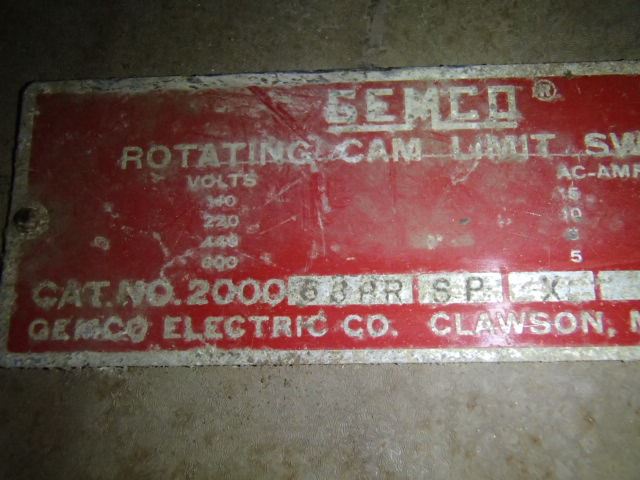 GEMCO®
ROTATING CAM LIMIT SW
VOLTS AC-AMP
110 15
220 10
440
600 5
CAT. NO. 2000 SP X
GEMCO ELECTRIC CO. CLAWSON, M